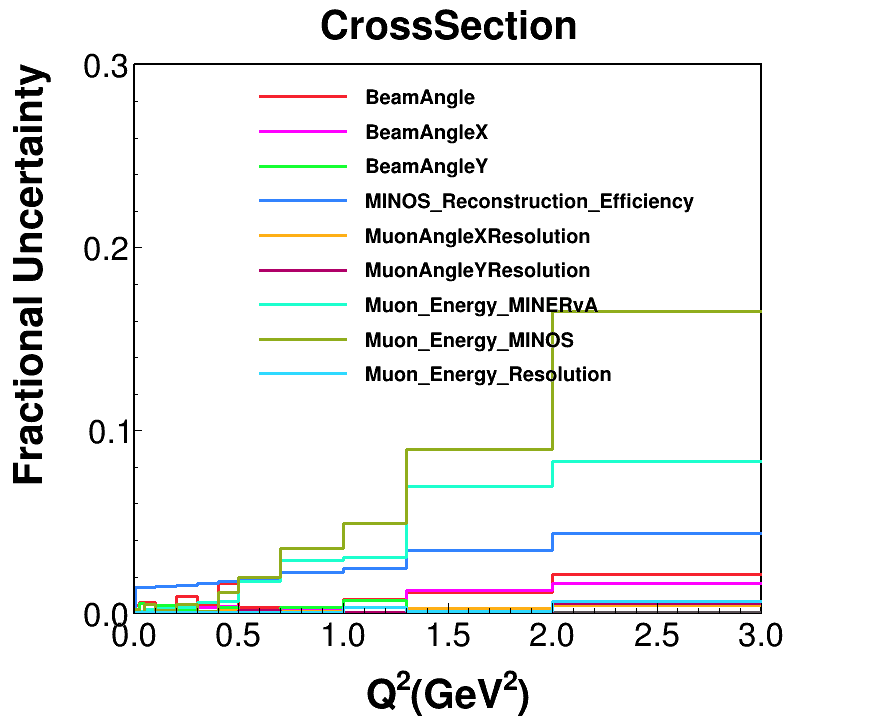 CrossSection
Fractional Uncertainty
0.3
0.2
0.1
0.0
BeamAngle
BeamAngleX
BeamAngleY
MINOS_Reconstruction_Efficiency
MuonAngleXResolution
MuonAngleYResolution
Muon_Energy_MINERvA
Muon_Energy_MINOS
Muon_Energy_Resolution
0.0 0.5 1.0 1.5 2.0 2.5 3.0
Q²(GeV²)